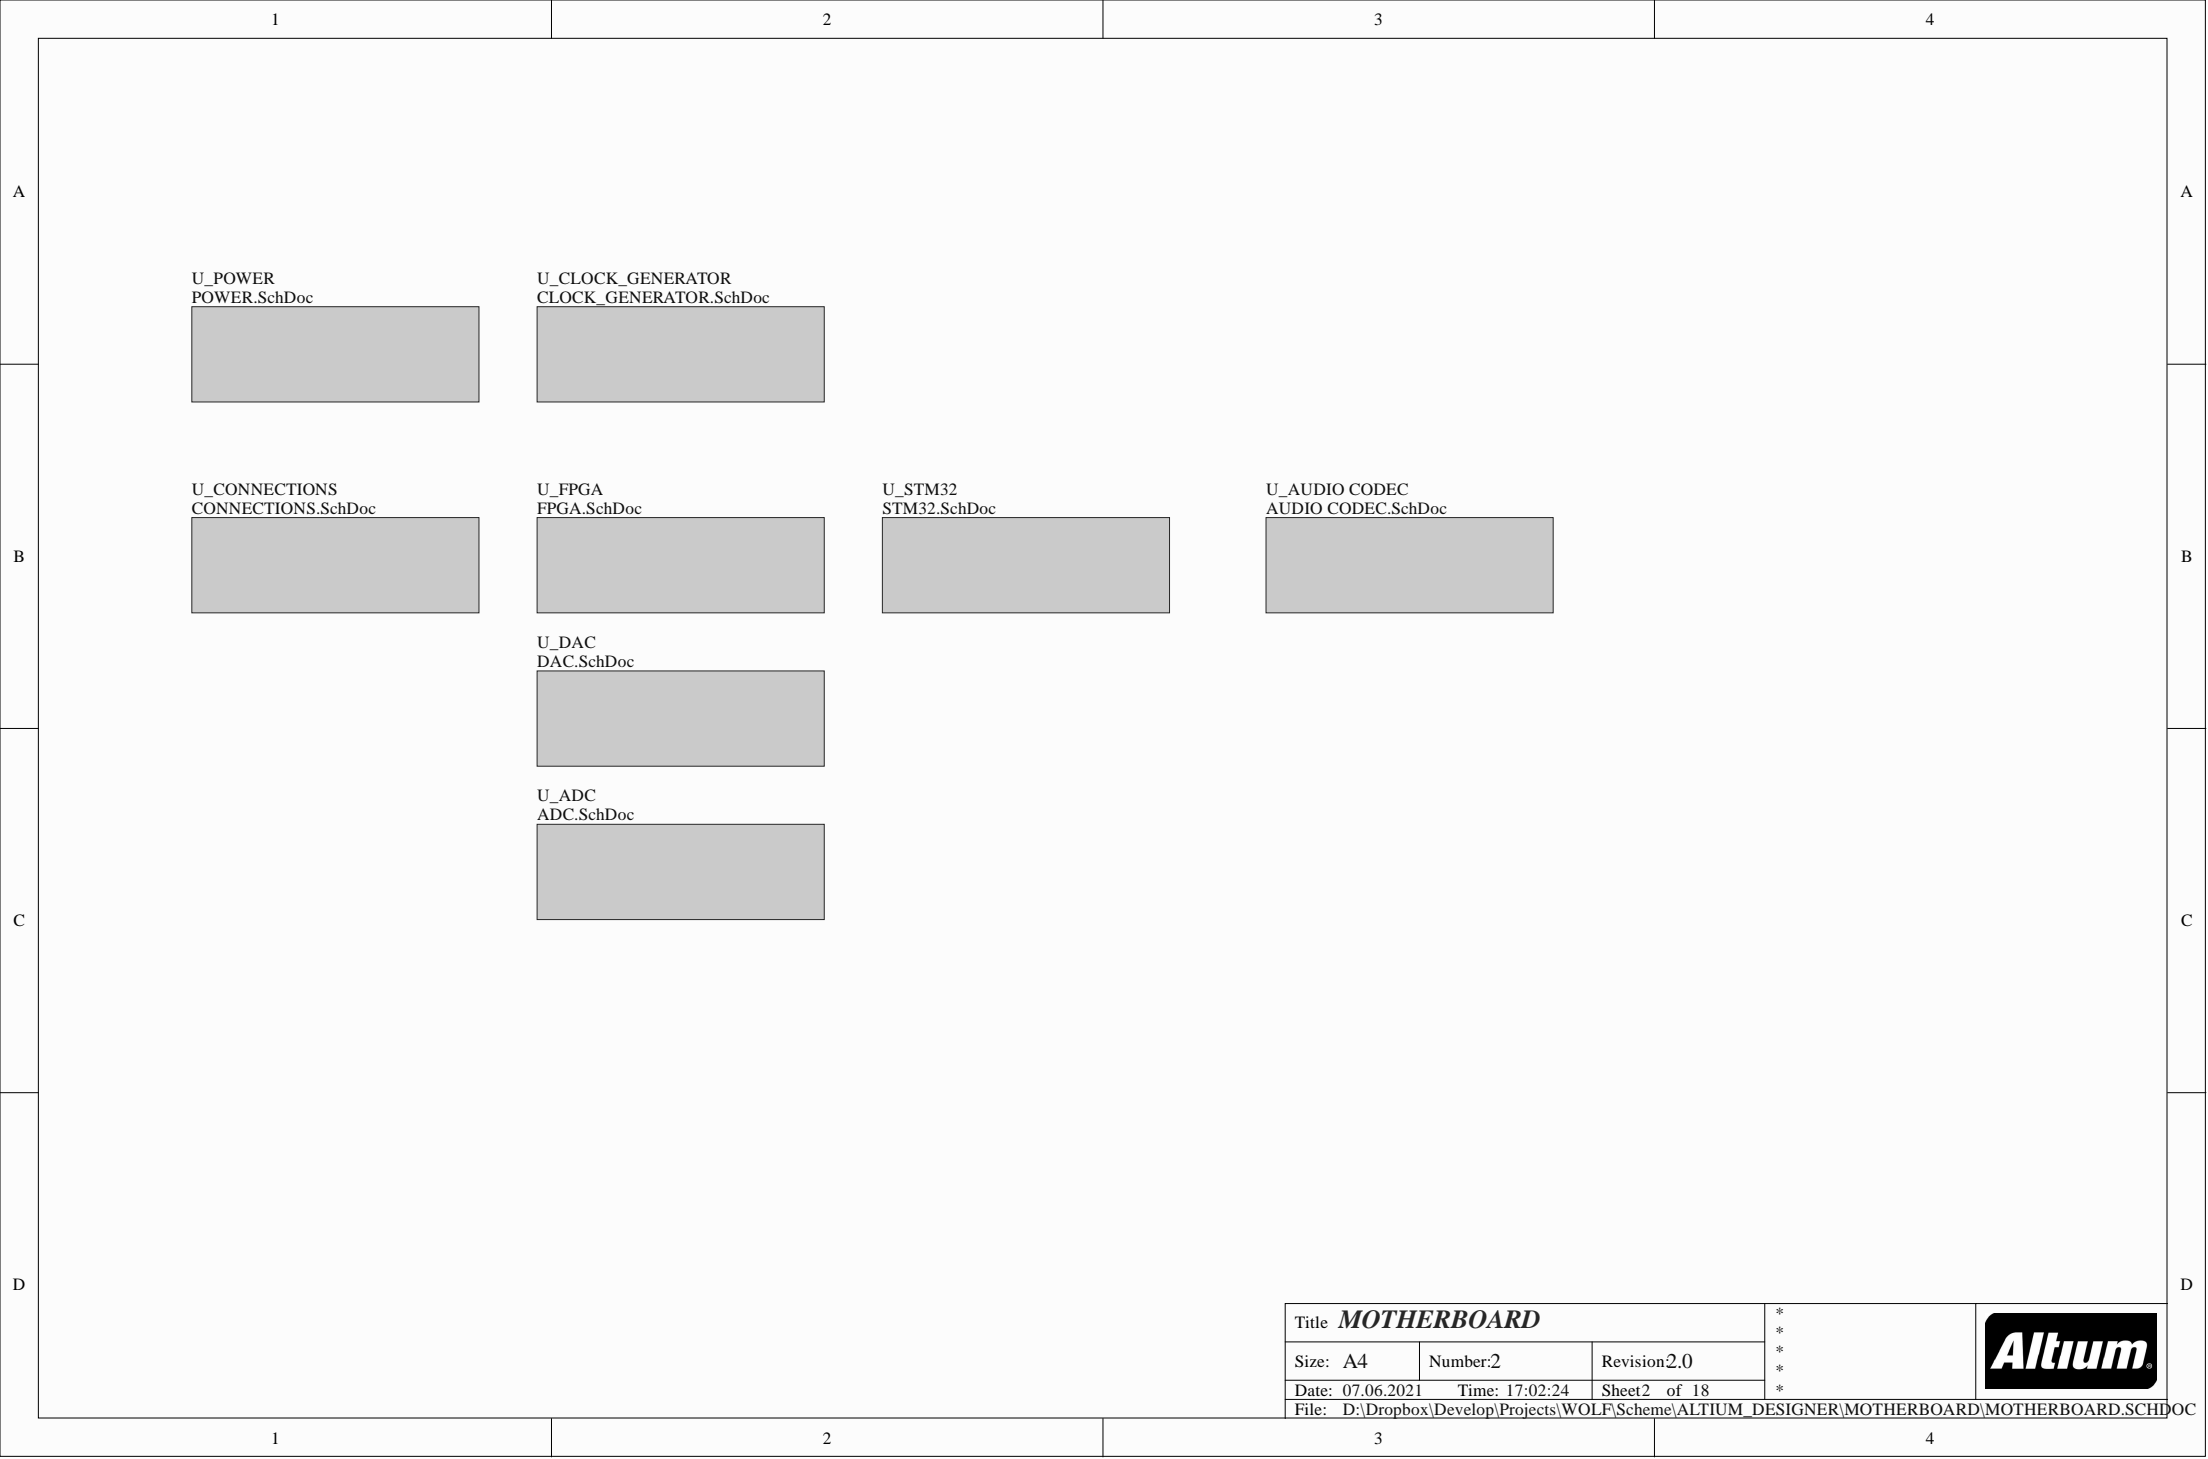 1 2 3 4
A A
U_POWER
POWER.SchDoc
U_CLOCK_GENERATOR
CLOCK_GENERATOR.SchDoc
U_CONNECTIONS
CONNECTIONS.SchDoc
U_FPGA
FPGA.SchDoc
U_STM32
STM32.SchDoc
U_AUDIO CODEC
AUDIO CODEC.SchDoc
B B
U_DAC
DAC.SchDoc
U_ADC
ADC.SchDoc
C C
D D
Title MOTHERBOARD
Size: A4 Number:2 Revision:2.0
Date: 07.06.2021 Time: 17:02:24 Sheet2 of 18
File: D:\Dropbox\Develop\Projects\WOLF\Scheme\ALTIUM_DESIGNER\MOTHERBOARD\MOTHERBOARD.SCHDOC
*
*
*
*
*
Altium®
1 2 3 4